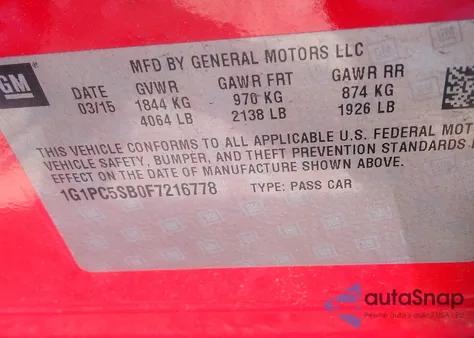 MFD BY GENERAL MOTORS LLC
GM
DATE GVWR GAWR FRT GAWR RR
03/15 1844 KG 970 KG 874 KG
4064 LB 2138 LB 1926 LB
THIS VEHICLE CONFORMS TO ALL APPLICABLE U.S. FEDERAL MOT
VEHICLE SAFETY, BUMPER, AND THEFT PREVENTION STANDARDS I
EFFECT ON THE DATE OF MANUFACTURE SHOWN ABOVE.
1G1PC5SB0F7216778 TYPE: PASS CAR
autoSnap